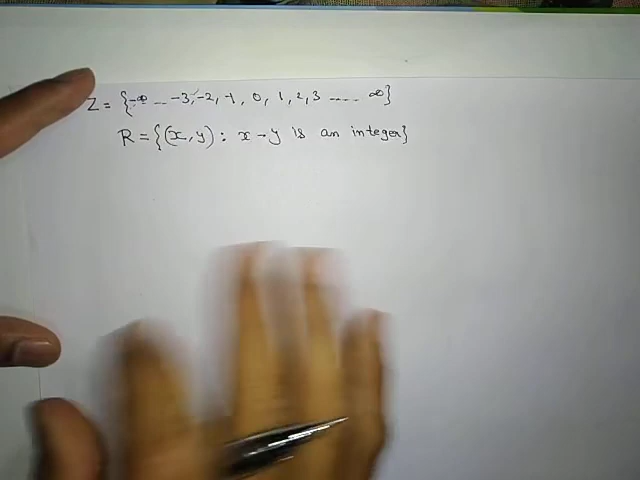 Z = {-∞ ... -3, -2, -1, 0, 1, 2, 3 .... ∞}
R = {(x, y) : x - y is an integer}